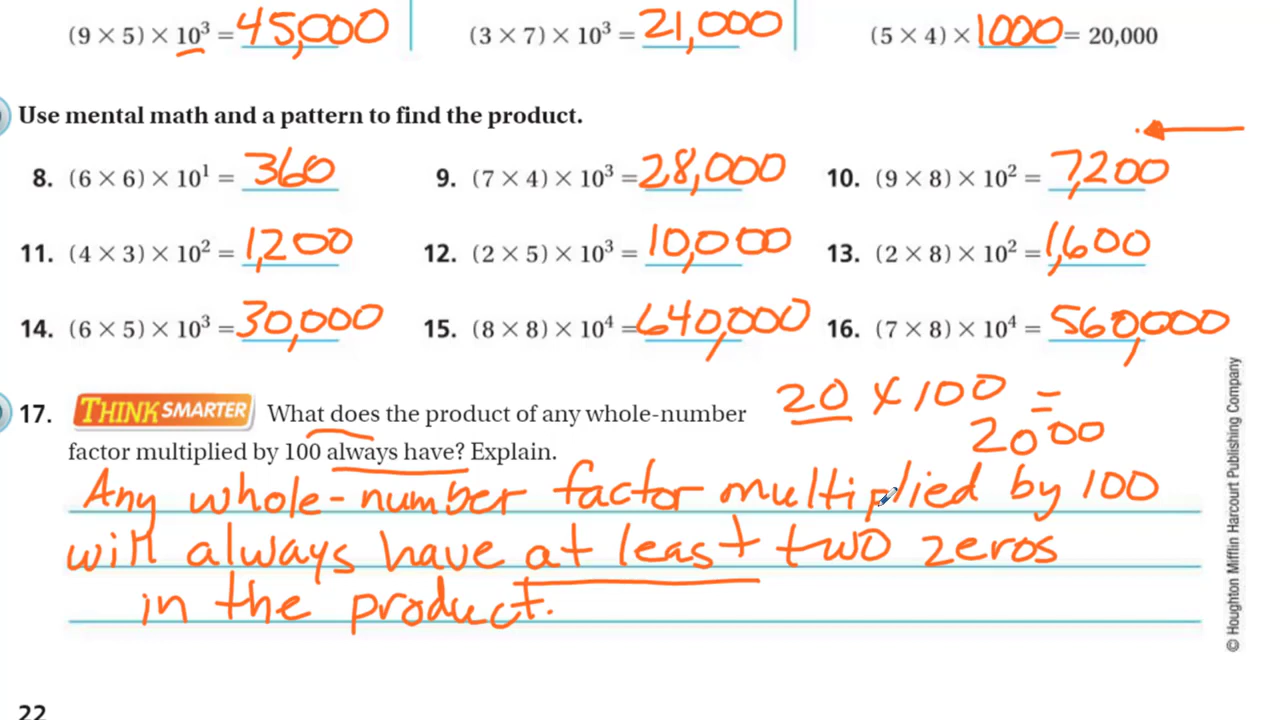 (9 × 5) × 10³ = 45,000 (3 × 7) × 10³ = 21,000 (5 × 4) × 1000 = 20,000
Use mental math and a pattern to find the product.
8. (6 × 6) × 10¹ = 360 9. (7 × 4) × 10³ = 28,000 10. (9 × 8) × 10² = 7,200
11. (4 × 3) × 10² = 1,200 12. (2 × 5) × 10³ = 10,000 13. (2 × 8) × 10² = 1,600
14. (6 × 5) × 10³ = 30,000 15. (8 × 8) × 10⁴ = 640,000 16. (7 × 8) × 10⁴ = 560,000
17. THINK SMARTER What does the product of any whole-number
factor multiplied by 100 always have? Explain.
20 × 100 =
2000
Any whole-number factor multiplied by 100
will always have at least two zeros
in the product.
22
© Houghton Mifflin Harcourt Publishing Company